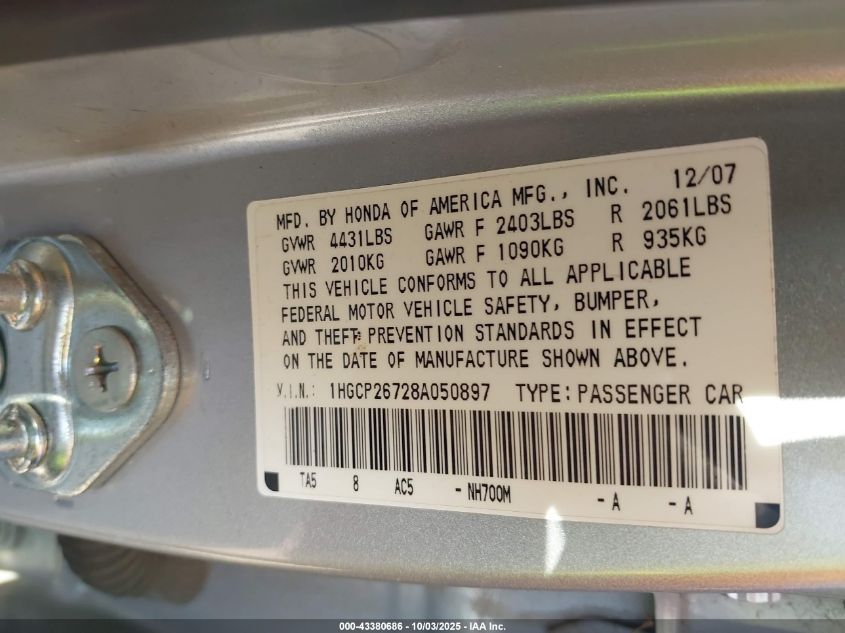 MFD. BY HONDA OF AMERICA MFG., INC. 12/07
GVWR 4431LBS GAWR F 2403LBS R 2061LBS
GVWR 2010KG GAWR F 1090KG R 935KG
THIS VEHICLE CONFORMS TO ALL APPLICABLE
FEDERAL MOTOR VEHICLE SAFETY, BUMPER,
AND THEFT PREVENTION STANDARDS IN EFFECT
ON THE DATE OF MANUFACTURE SHOWN ABOVE.
V.I.N.: 1HGCP26728A050897 TYPE: PASSENGER CAR
TA5 8 AC5 - NH700M - A - A
000-43380686 - 10/03/2025 - IAA Inc.